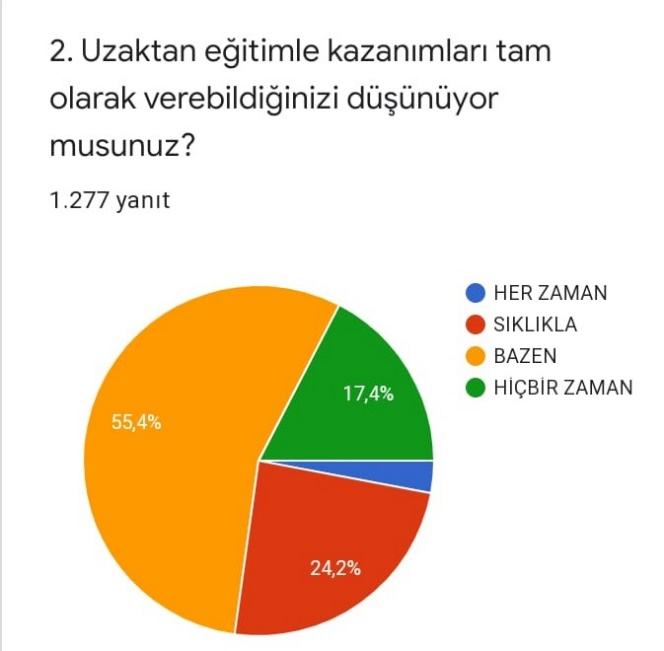 2. Uzaktan eğitimle kazanımları tam
olarak verebildiğinizi düşünüyor
musunuz?
1.277 yanıt
HER ZAMAN
SIKLIKLA
BAZEN
HİÇBİR ZAMAN
17,4%
55,4%
24,2%